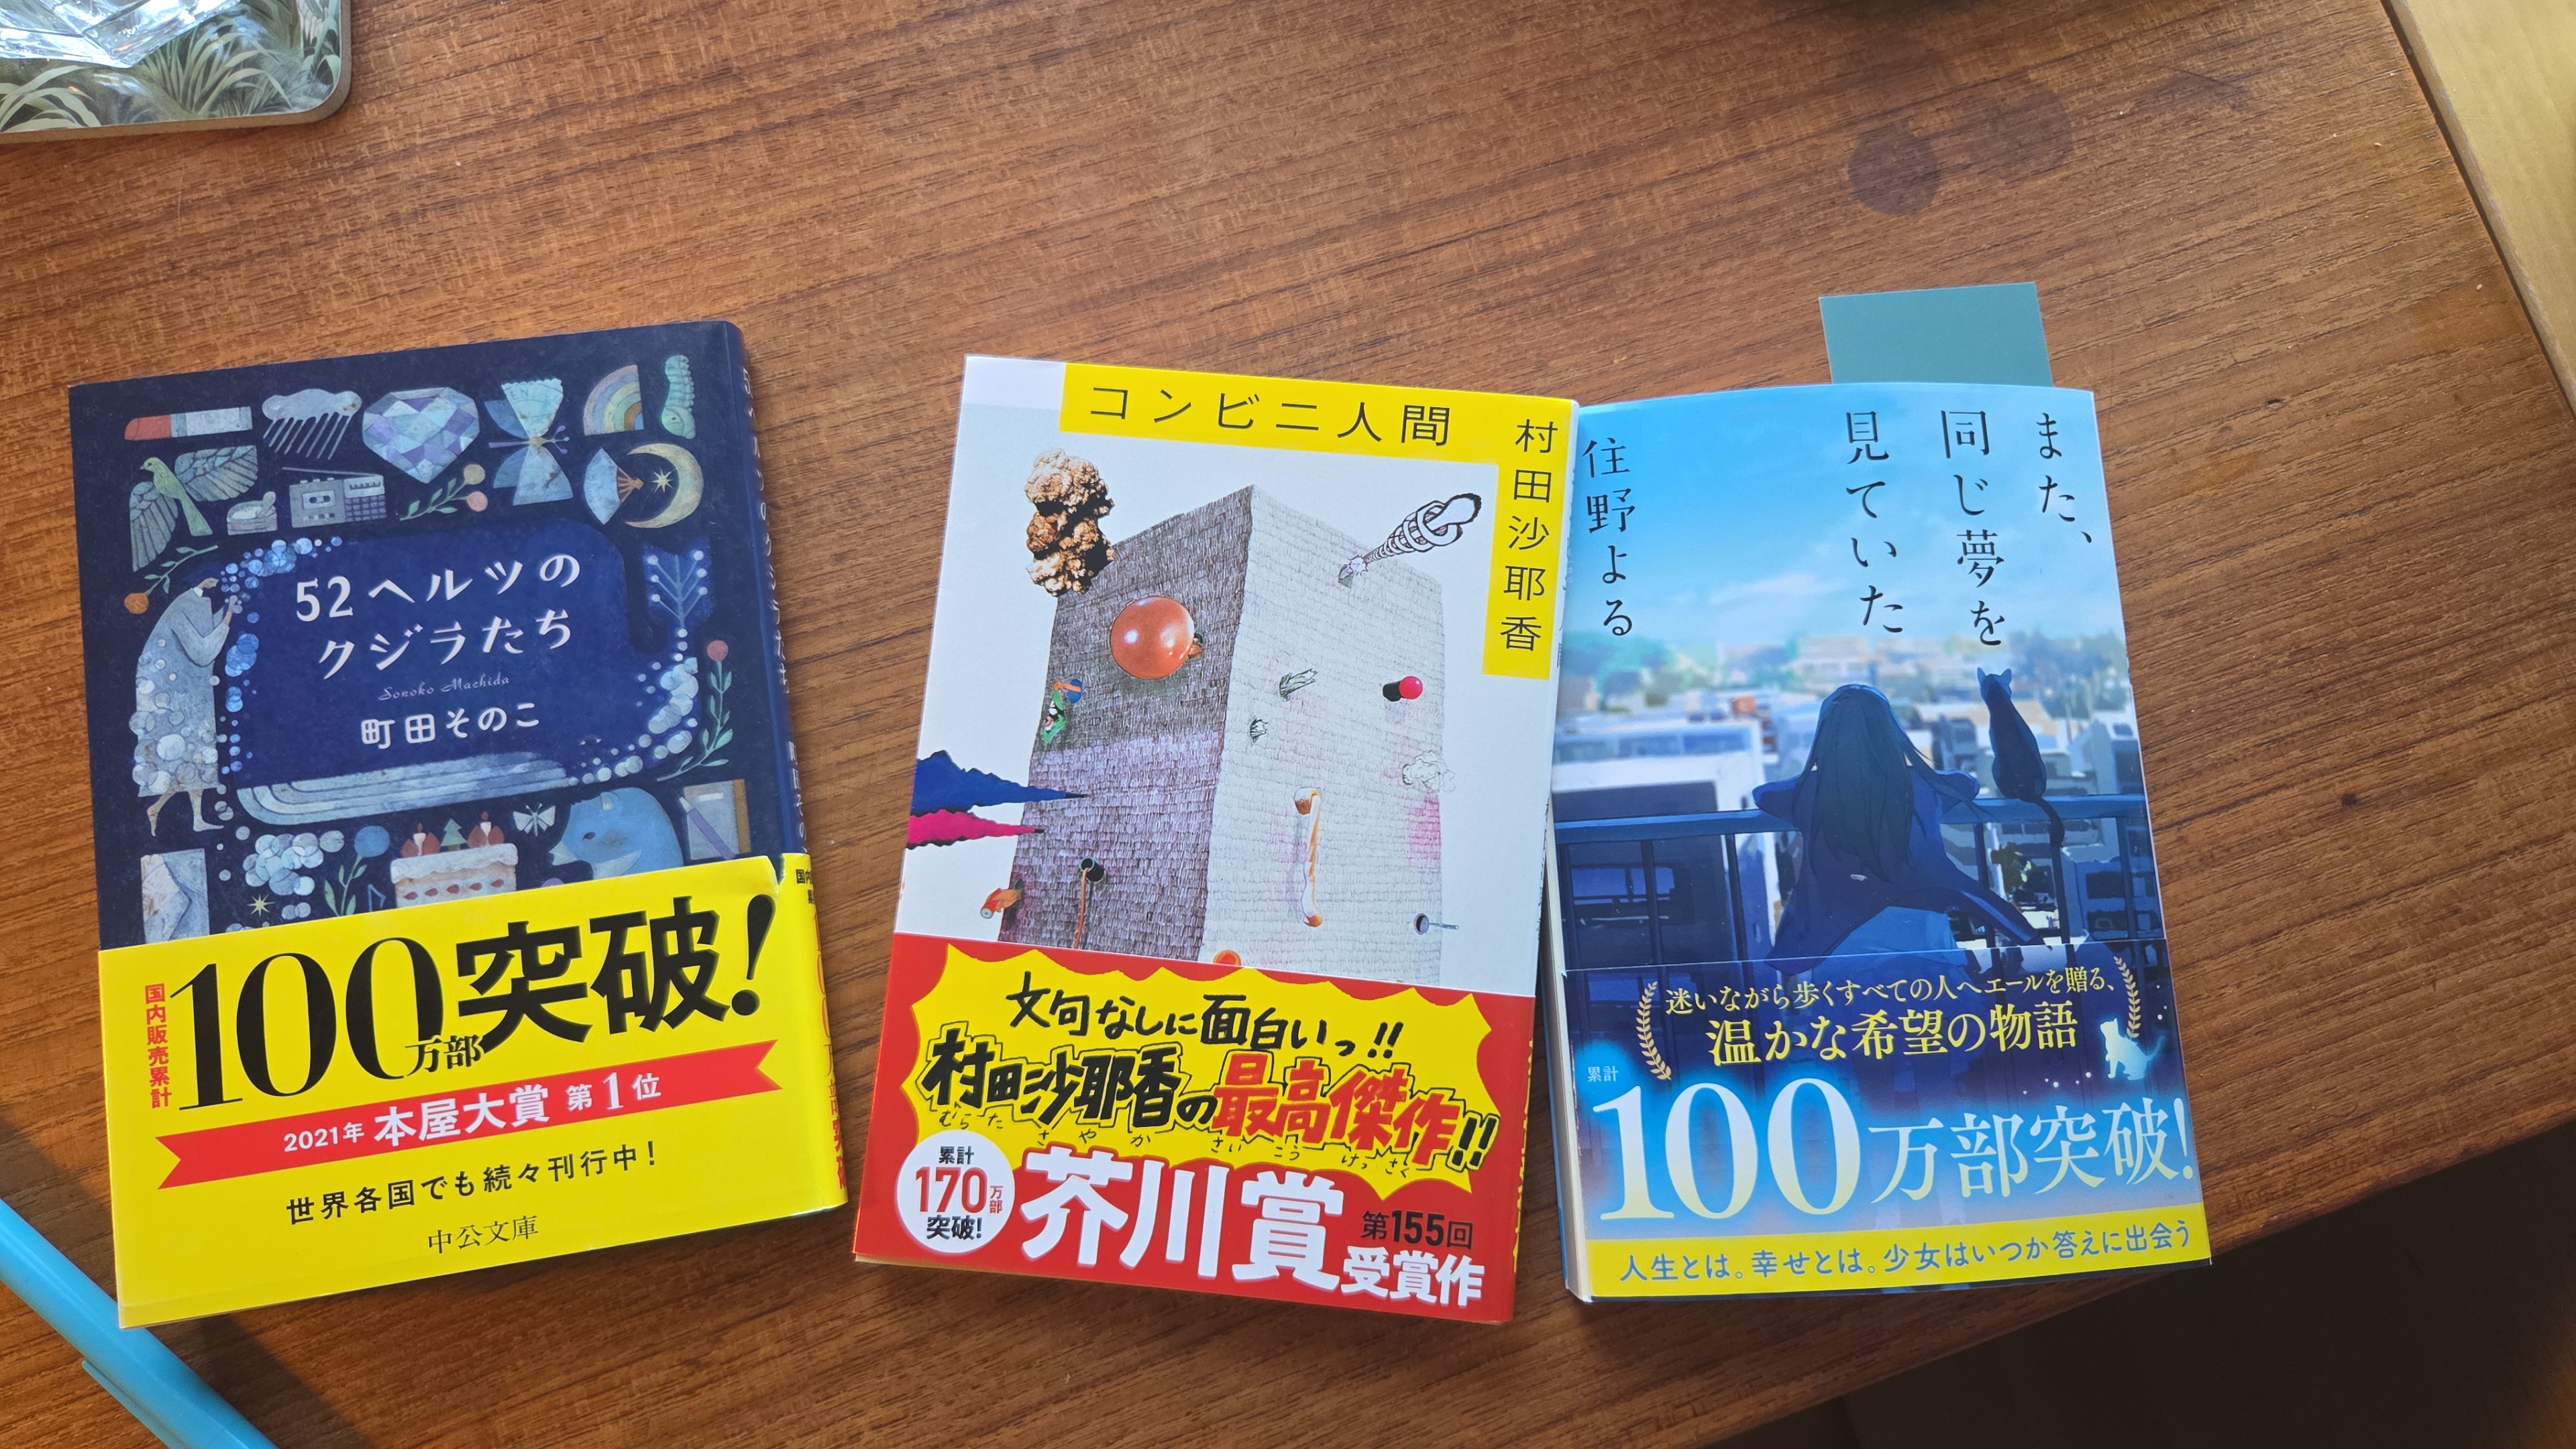 52ヘルツの
クジラたち
Sonoko Machida
町田そのこ
国内販売累計
100万部突破!
2021年 本屋大賞 第1位
世界各国でも続々刊行中!
中公文庫
コンビニ人間
村田沙耶香
文句なしに面白いっ!!
村田沙耶香の最高傑作!!
むらた さやか さいこうけっさく
累計
170万部
突破!
芥川賞
第155回
受賞作
また、
同じ夢を
見ていた
住野よる
迷いながら歩くすべての人へエールを贈る、
温かな希望の物語
累計
100万部突破!
人生とは。幸せとは。少女はいつか答えに出会う